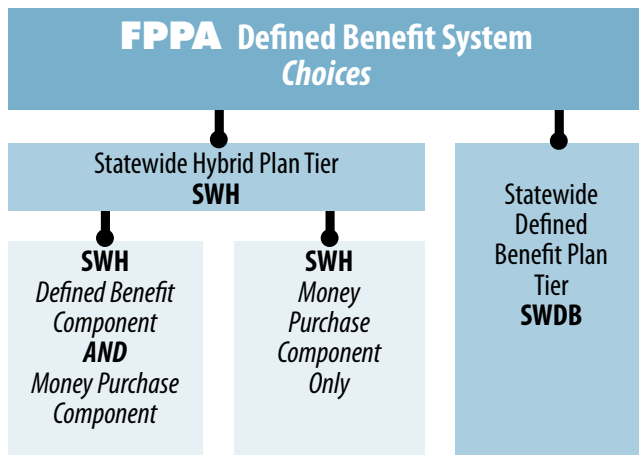 FPPA Defined Benefit System
Choices
Statewide Hybrid Plan Tier
SWH
SWH
Defined Benefit
Component
AND
Money Purchase
Component
SWH
Money
Purchase
Component
Only
Statewide
Defined
Benefit Plan
Tier
SWDB